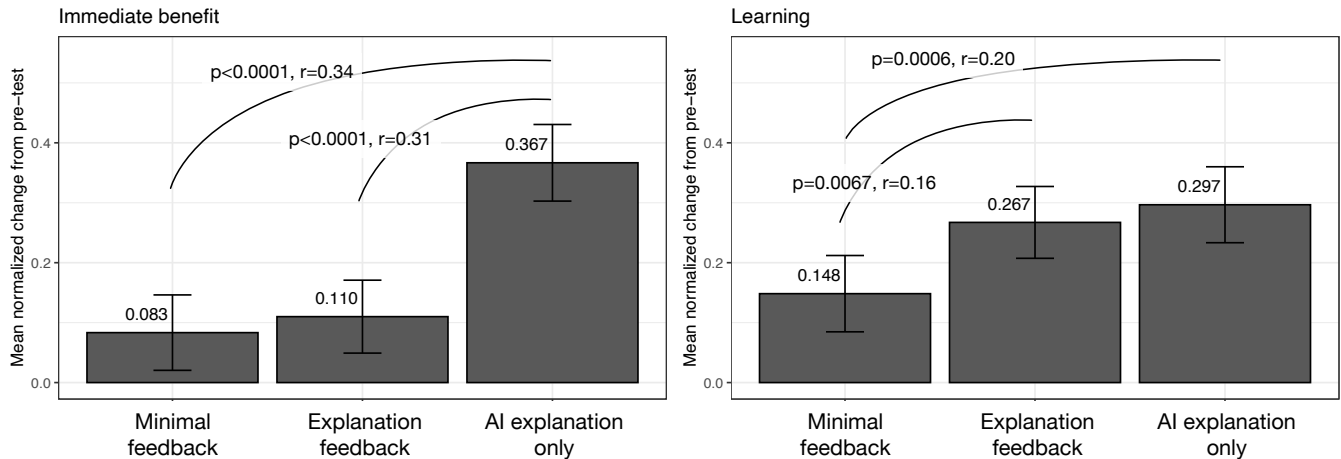 Immediate benefit
Mean normalized change from pre−test
0.4
0.2
0.0
p<0.0001, r=0.34
p<0.0001, r=0.31
0.083
0.110
0.367
Minimal
feedback
Explanation
feedback
AI explanation
only
Learning
Mean normalized change from pre−test
0.4
0.2
0.0
p=0.0006, r=0.20
p=0.0067, r=0.16
0.148
0.267
0.297
Minimal
feedback
Explanation
feedback
AI explanation
only